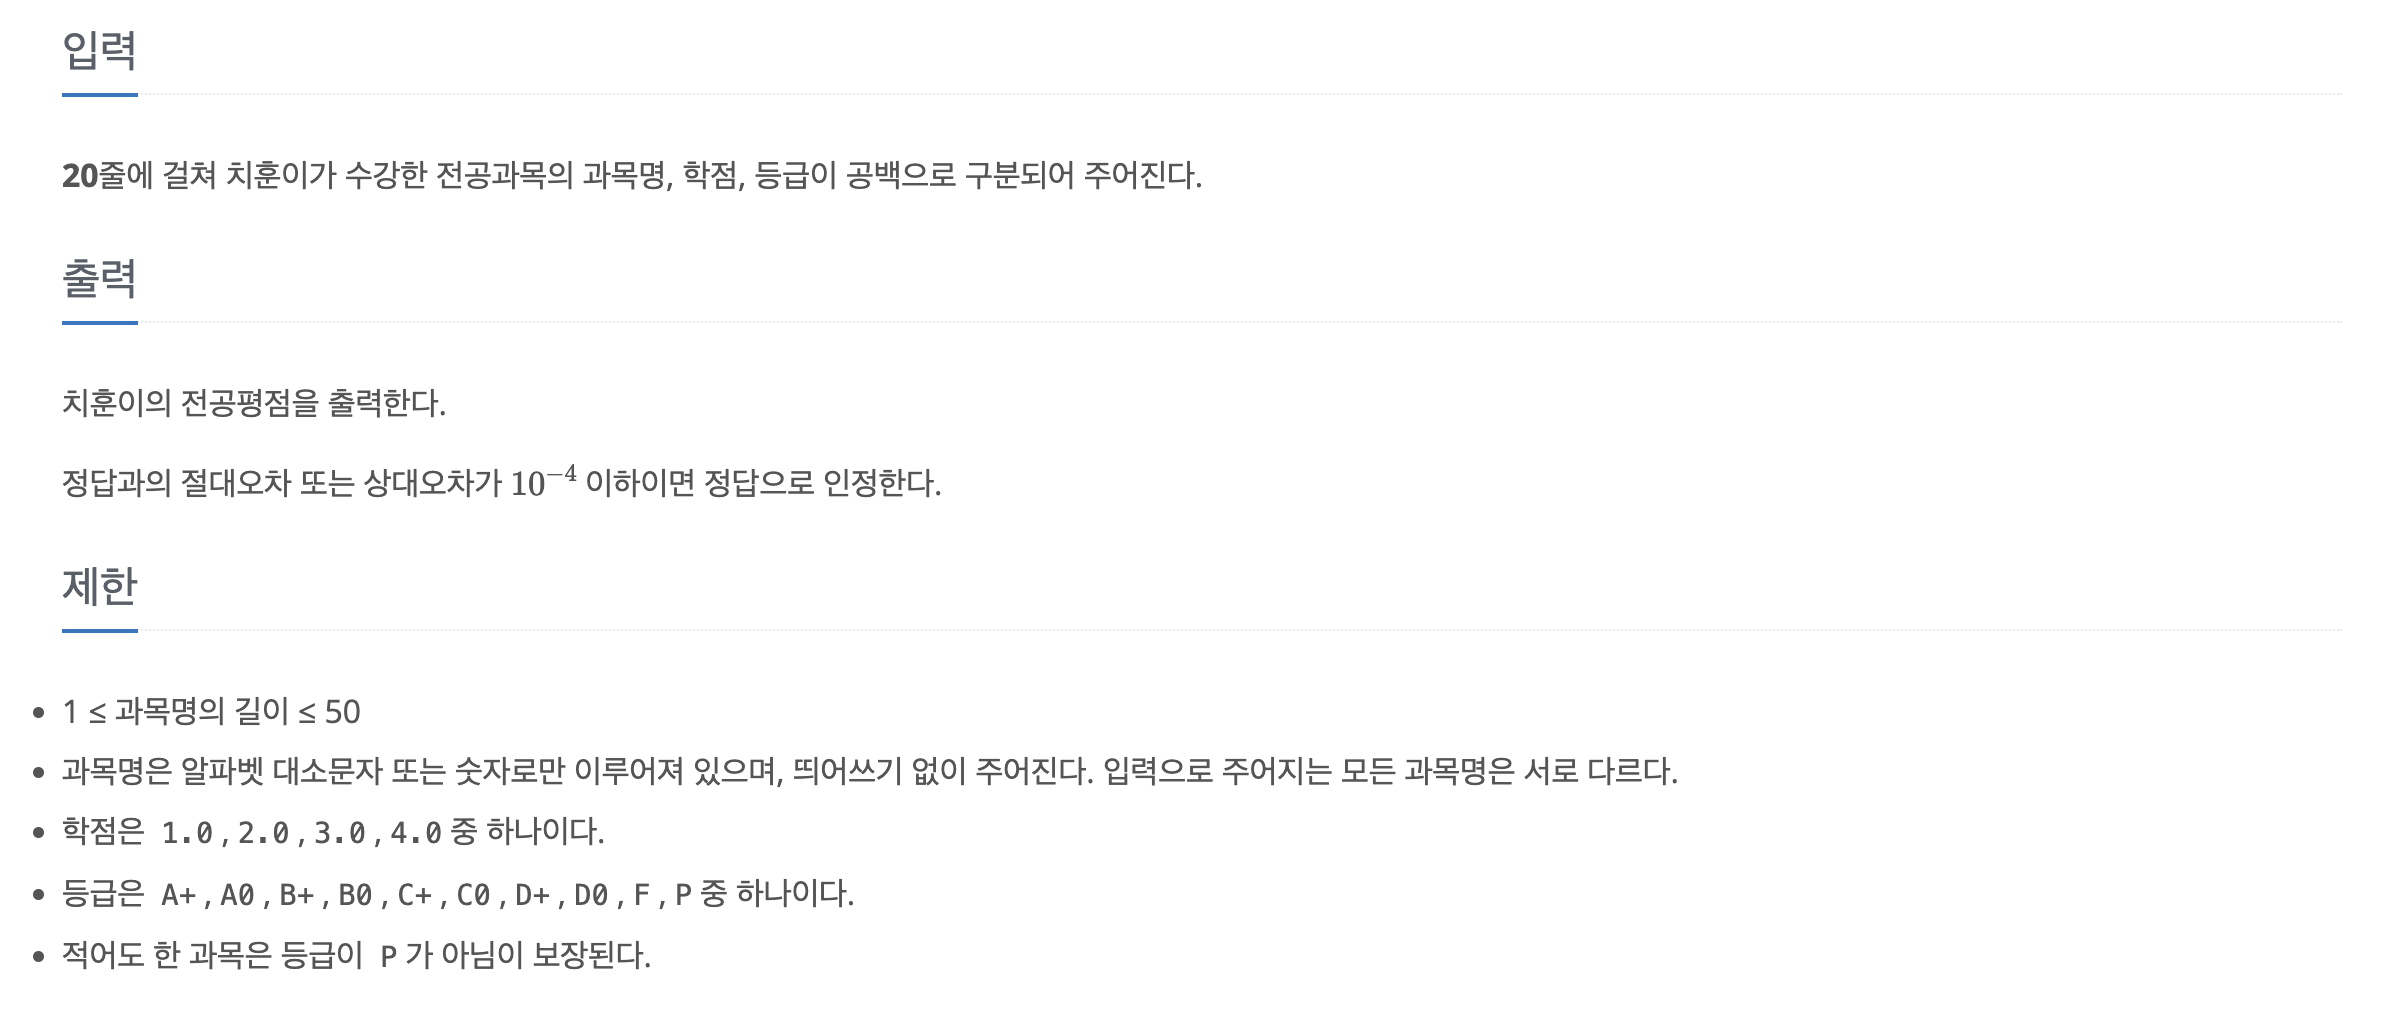 입력
20줄에 걸쳐 치훈이가 수강한 전공과목의 과목명, 학점, 등급이 공백으로 구분되어 주어진다.
출력
치훈이의 전공평점을 출력한다.
정답과의 절대오차 또는 상대오차가 10⁻⁴ 이하이면 정답으로 인정한다.
제한
• 1 ≤ 과목명의 길이 ≤ 50
• 과목명은 알파벳 대소문자 또는 숫자로만 이루어져 있으며, 띄어쓰기 없이 주어진다. 입력으로 주어지는 모든 과목명은 서로 다르다.
• 학점은 1.0,2.0,3.0,4.0 중 하나이다.
• 등급은 A+,A0,B+,B0,C+,C0,D+,D0,F,P 중 하나이다.
• 적어도 한 과목은 등급이 P가 아님이 보장된다.